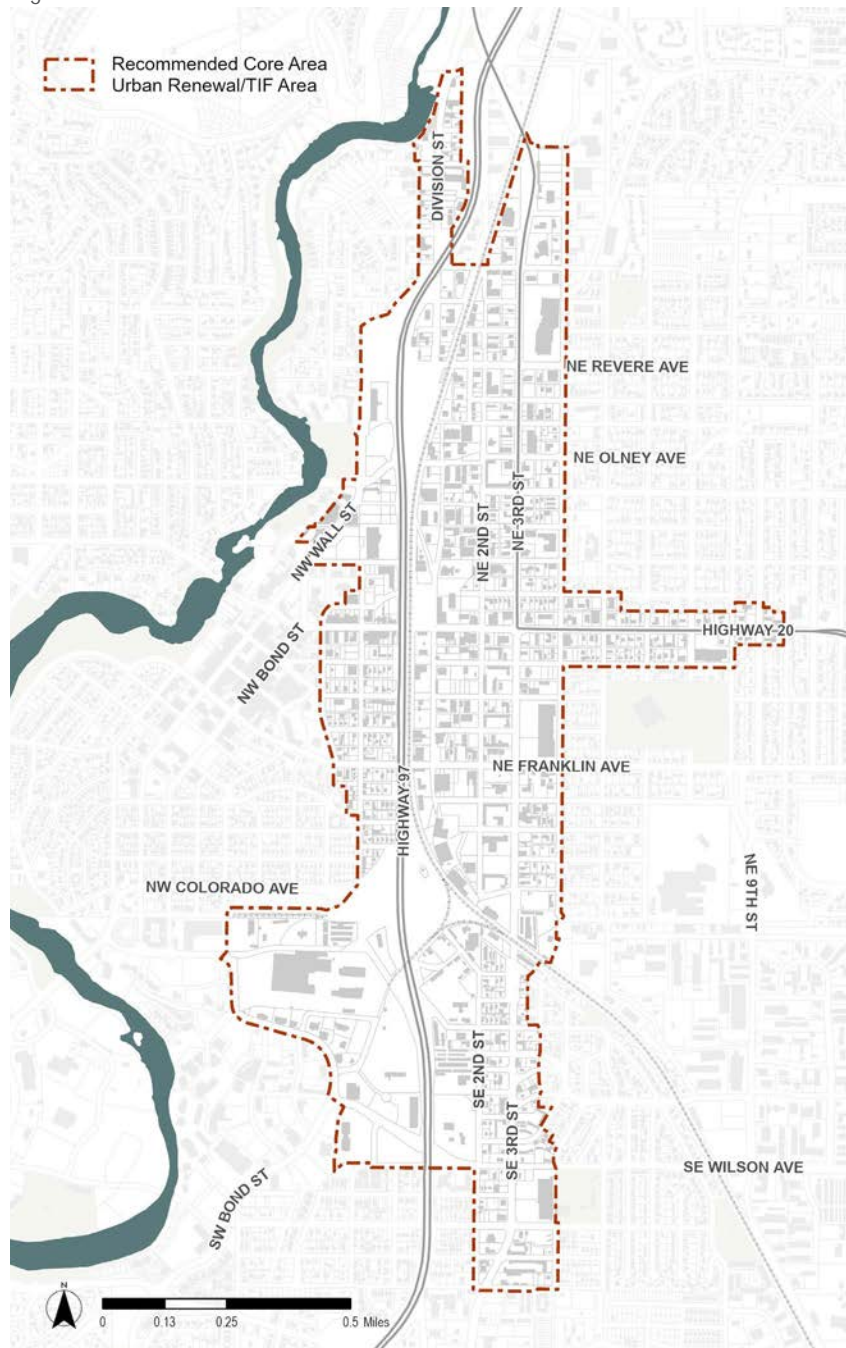 Recommended Core Area
Urban Renewal/TIF Area
DIVISION ST
NE REVERE AVE
NE OLNEY AVE
NE 3RD ST
NE 2ND ST
NW WALL ST
HIGHWAY 20
NW BOND ST
NE FRANKLIN AVE
HIGHWAY 97
NW COLORADO AVE
NE 9TH ST
SE 2ND ST
SE 3RD ST
SE WILSON AVE
SW BOND ST
N
0 0.13 0.25 0.5 Miles